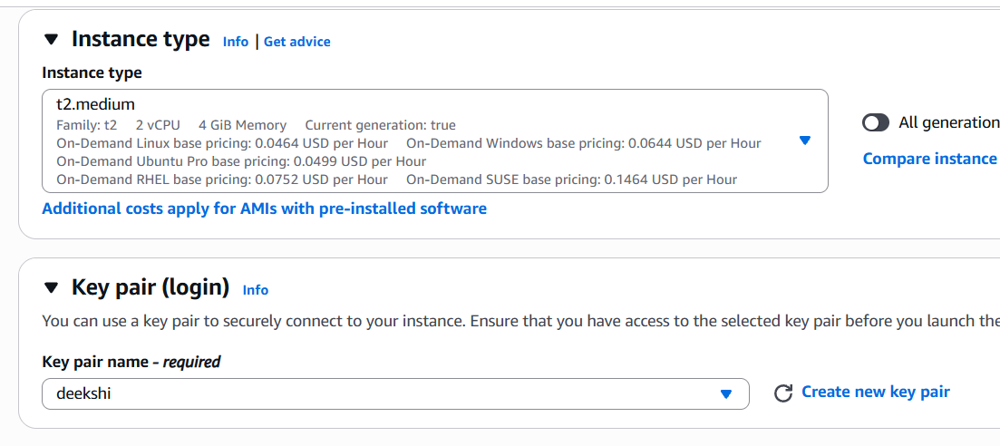 Instance type Info | Get advice
Instance type
t2.medium
Family: t2 2 vCPU 4 GiB Memory Current generation: true
On-Demand Linux base pricing: 0.0464 USD per Hour On-Demand Windows base pricing: 0.0644 USD per Hour
On-Demand Ubuntu Pro base pricing: 0.0499 USD per Hour
On-Demand RHEL base pricing: 0.0752 USD per Hour On-Demand SUSE base pricing: 0.1464 USD per Hour
All generation
Compare instance
Additional costs apply for AMIs with pre-installed software
Key pair (login) Info
You can use a key pair to securely connect to your instance. Ensure that you have access to the selected key pair before you launch the
Key pair name - required
deekshi
Create new key pair